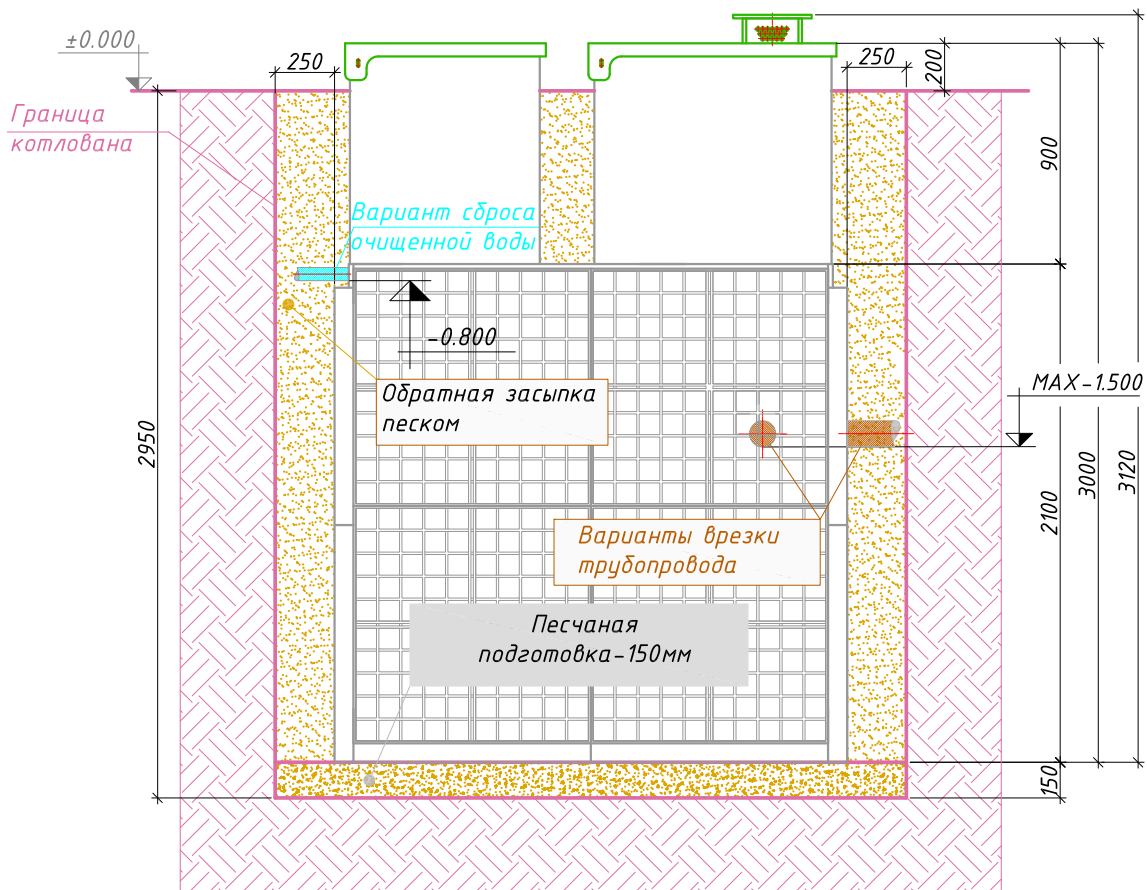 ±0.000
250
250
200
Граница
котлована
900
Вариант сброса
очищенной воды
-0.800
MAX-1.500
Обратная засыпка
песком
2950
3000
3120
2100
Варианты врезки
трубопровода
Песчаная
подготовка-150мм
150